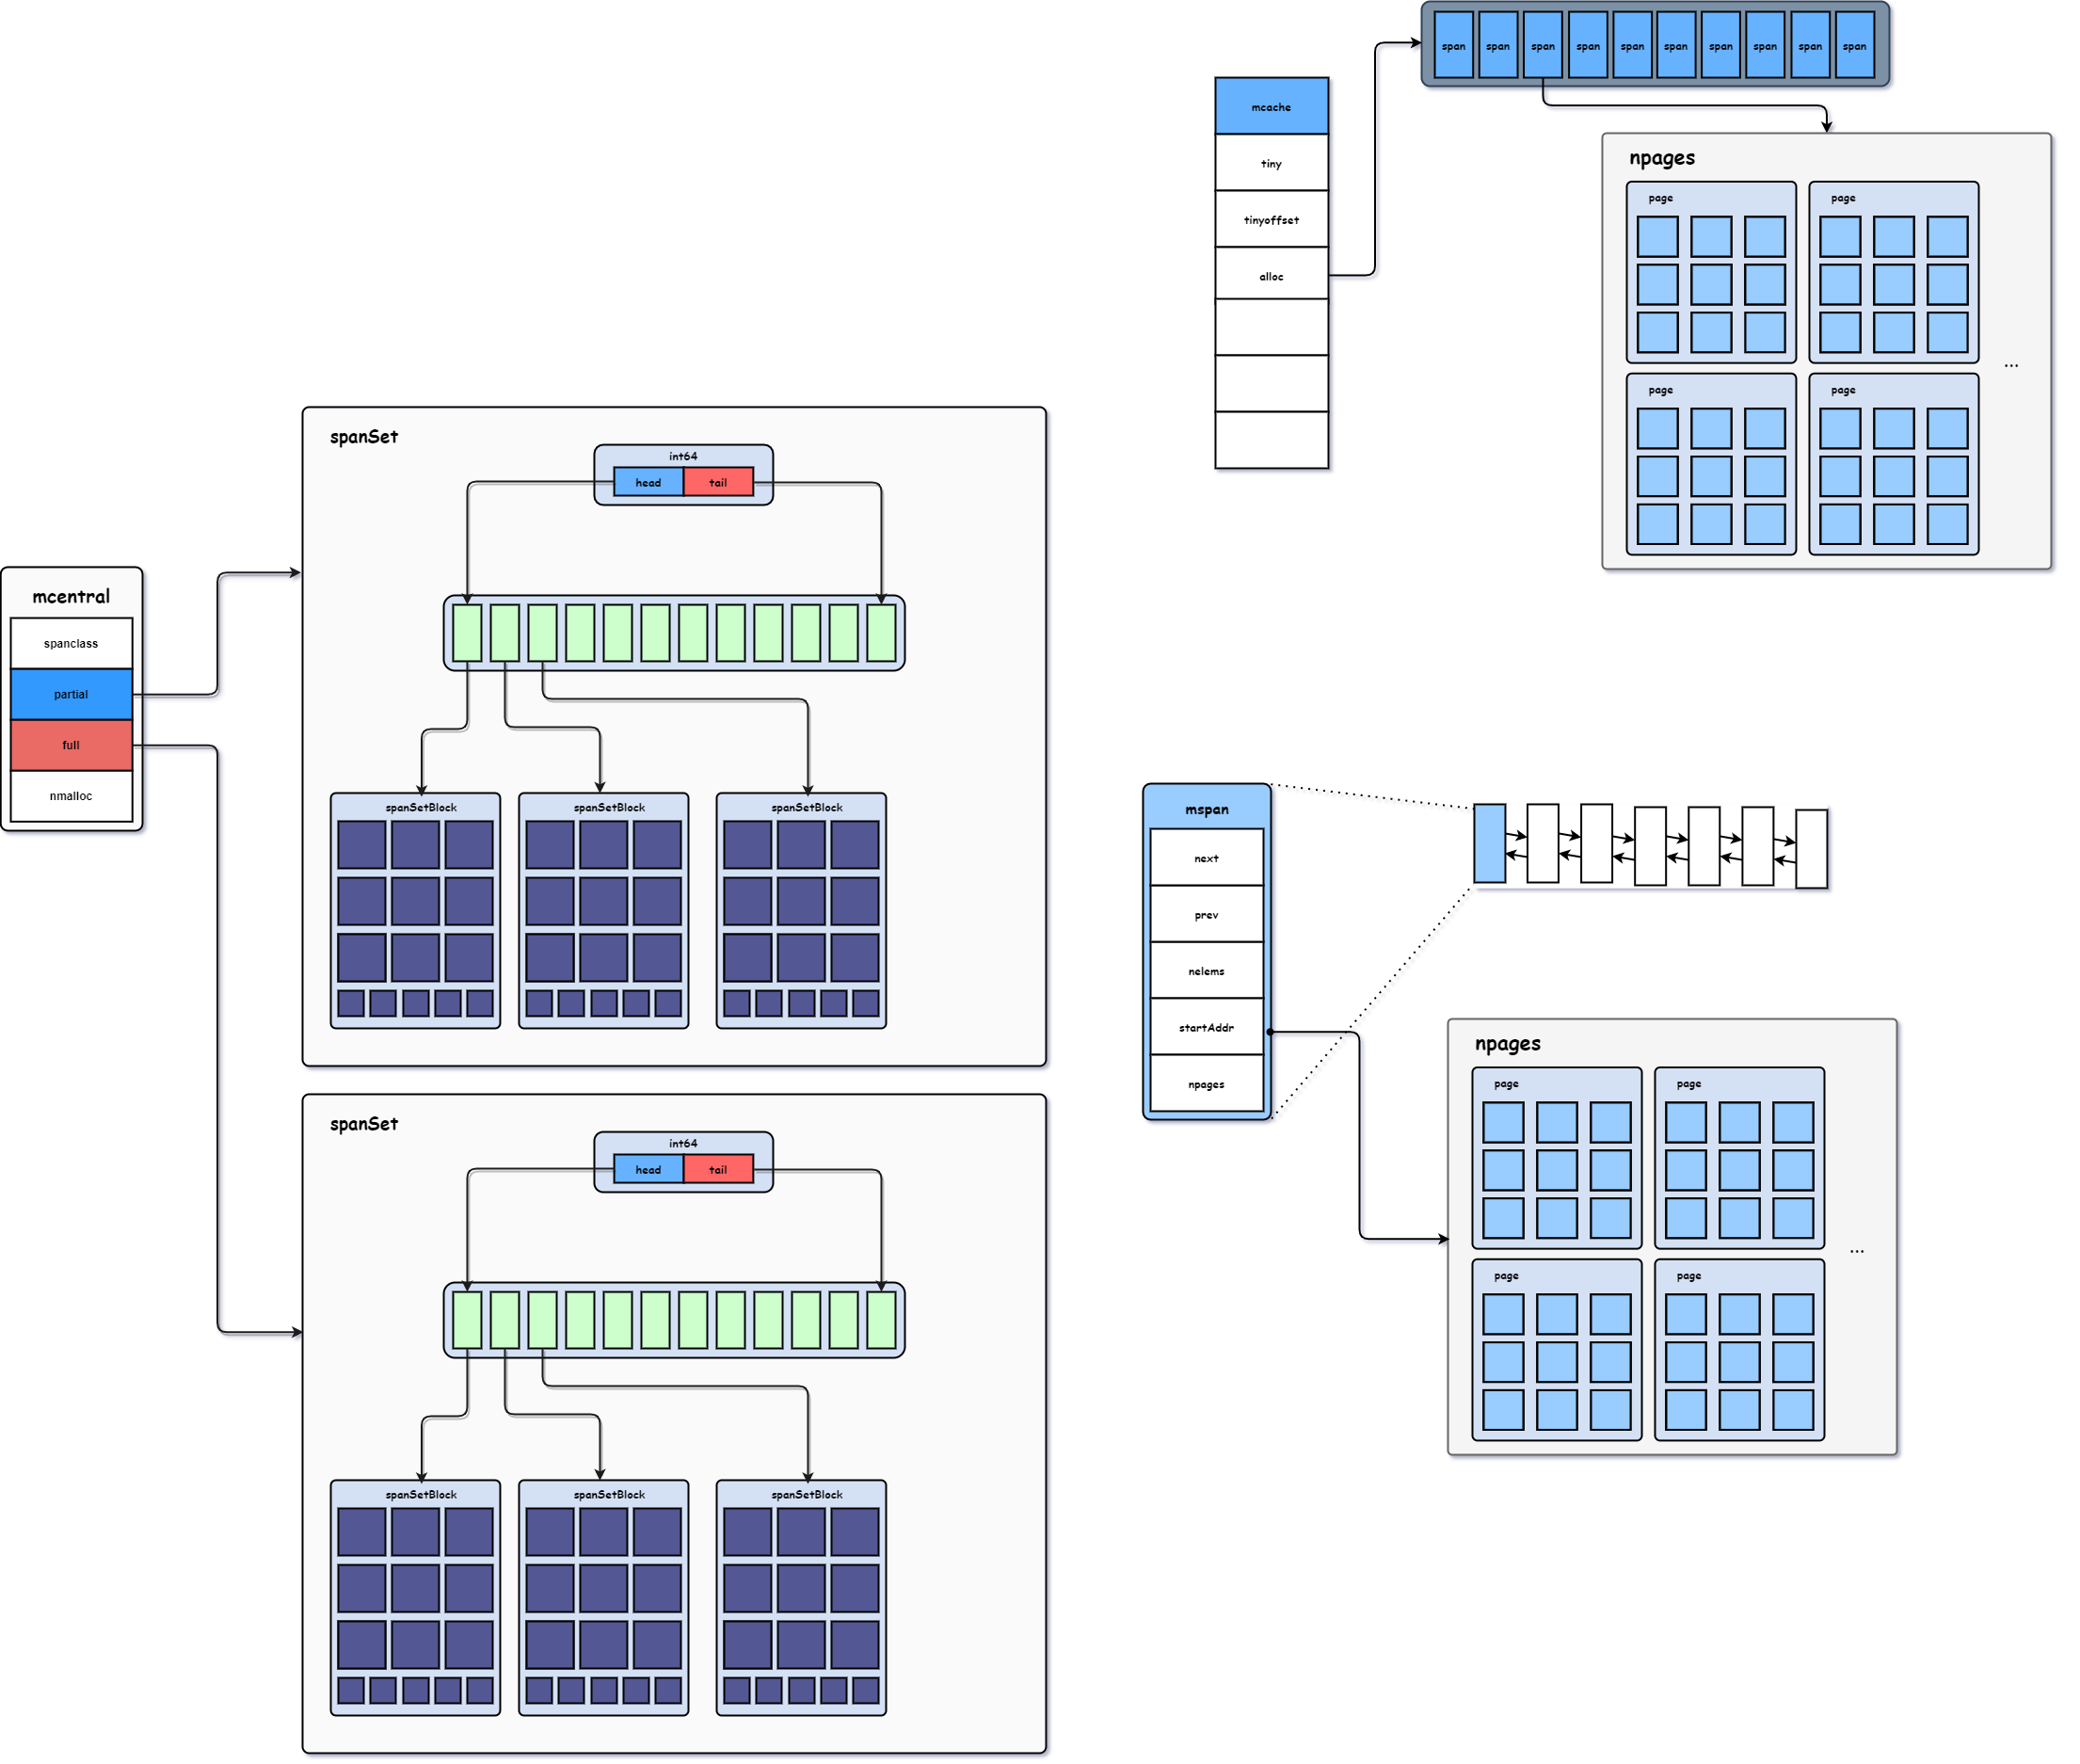 mcentral
spanclass
partial
full
nmalloc
spanSet
int64
head
tail
spanSetBlock
spanSetBlock
spanSetBlock
spanSet
int64
head
tail
spanSetBlock
spanSetBlock
spanSetBlock
mcache
tiny
tinyoffset
alloc
span
span
span
span
span
span
span
span
span
span
npages
page
page
page
page
...
mspan
next
prev
nelems
startAddr
npages
npages
page
page
page
page
...